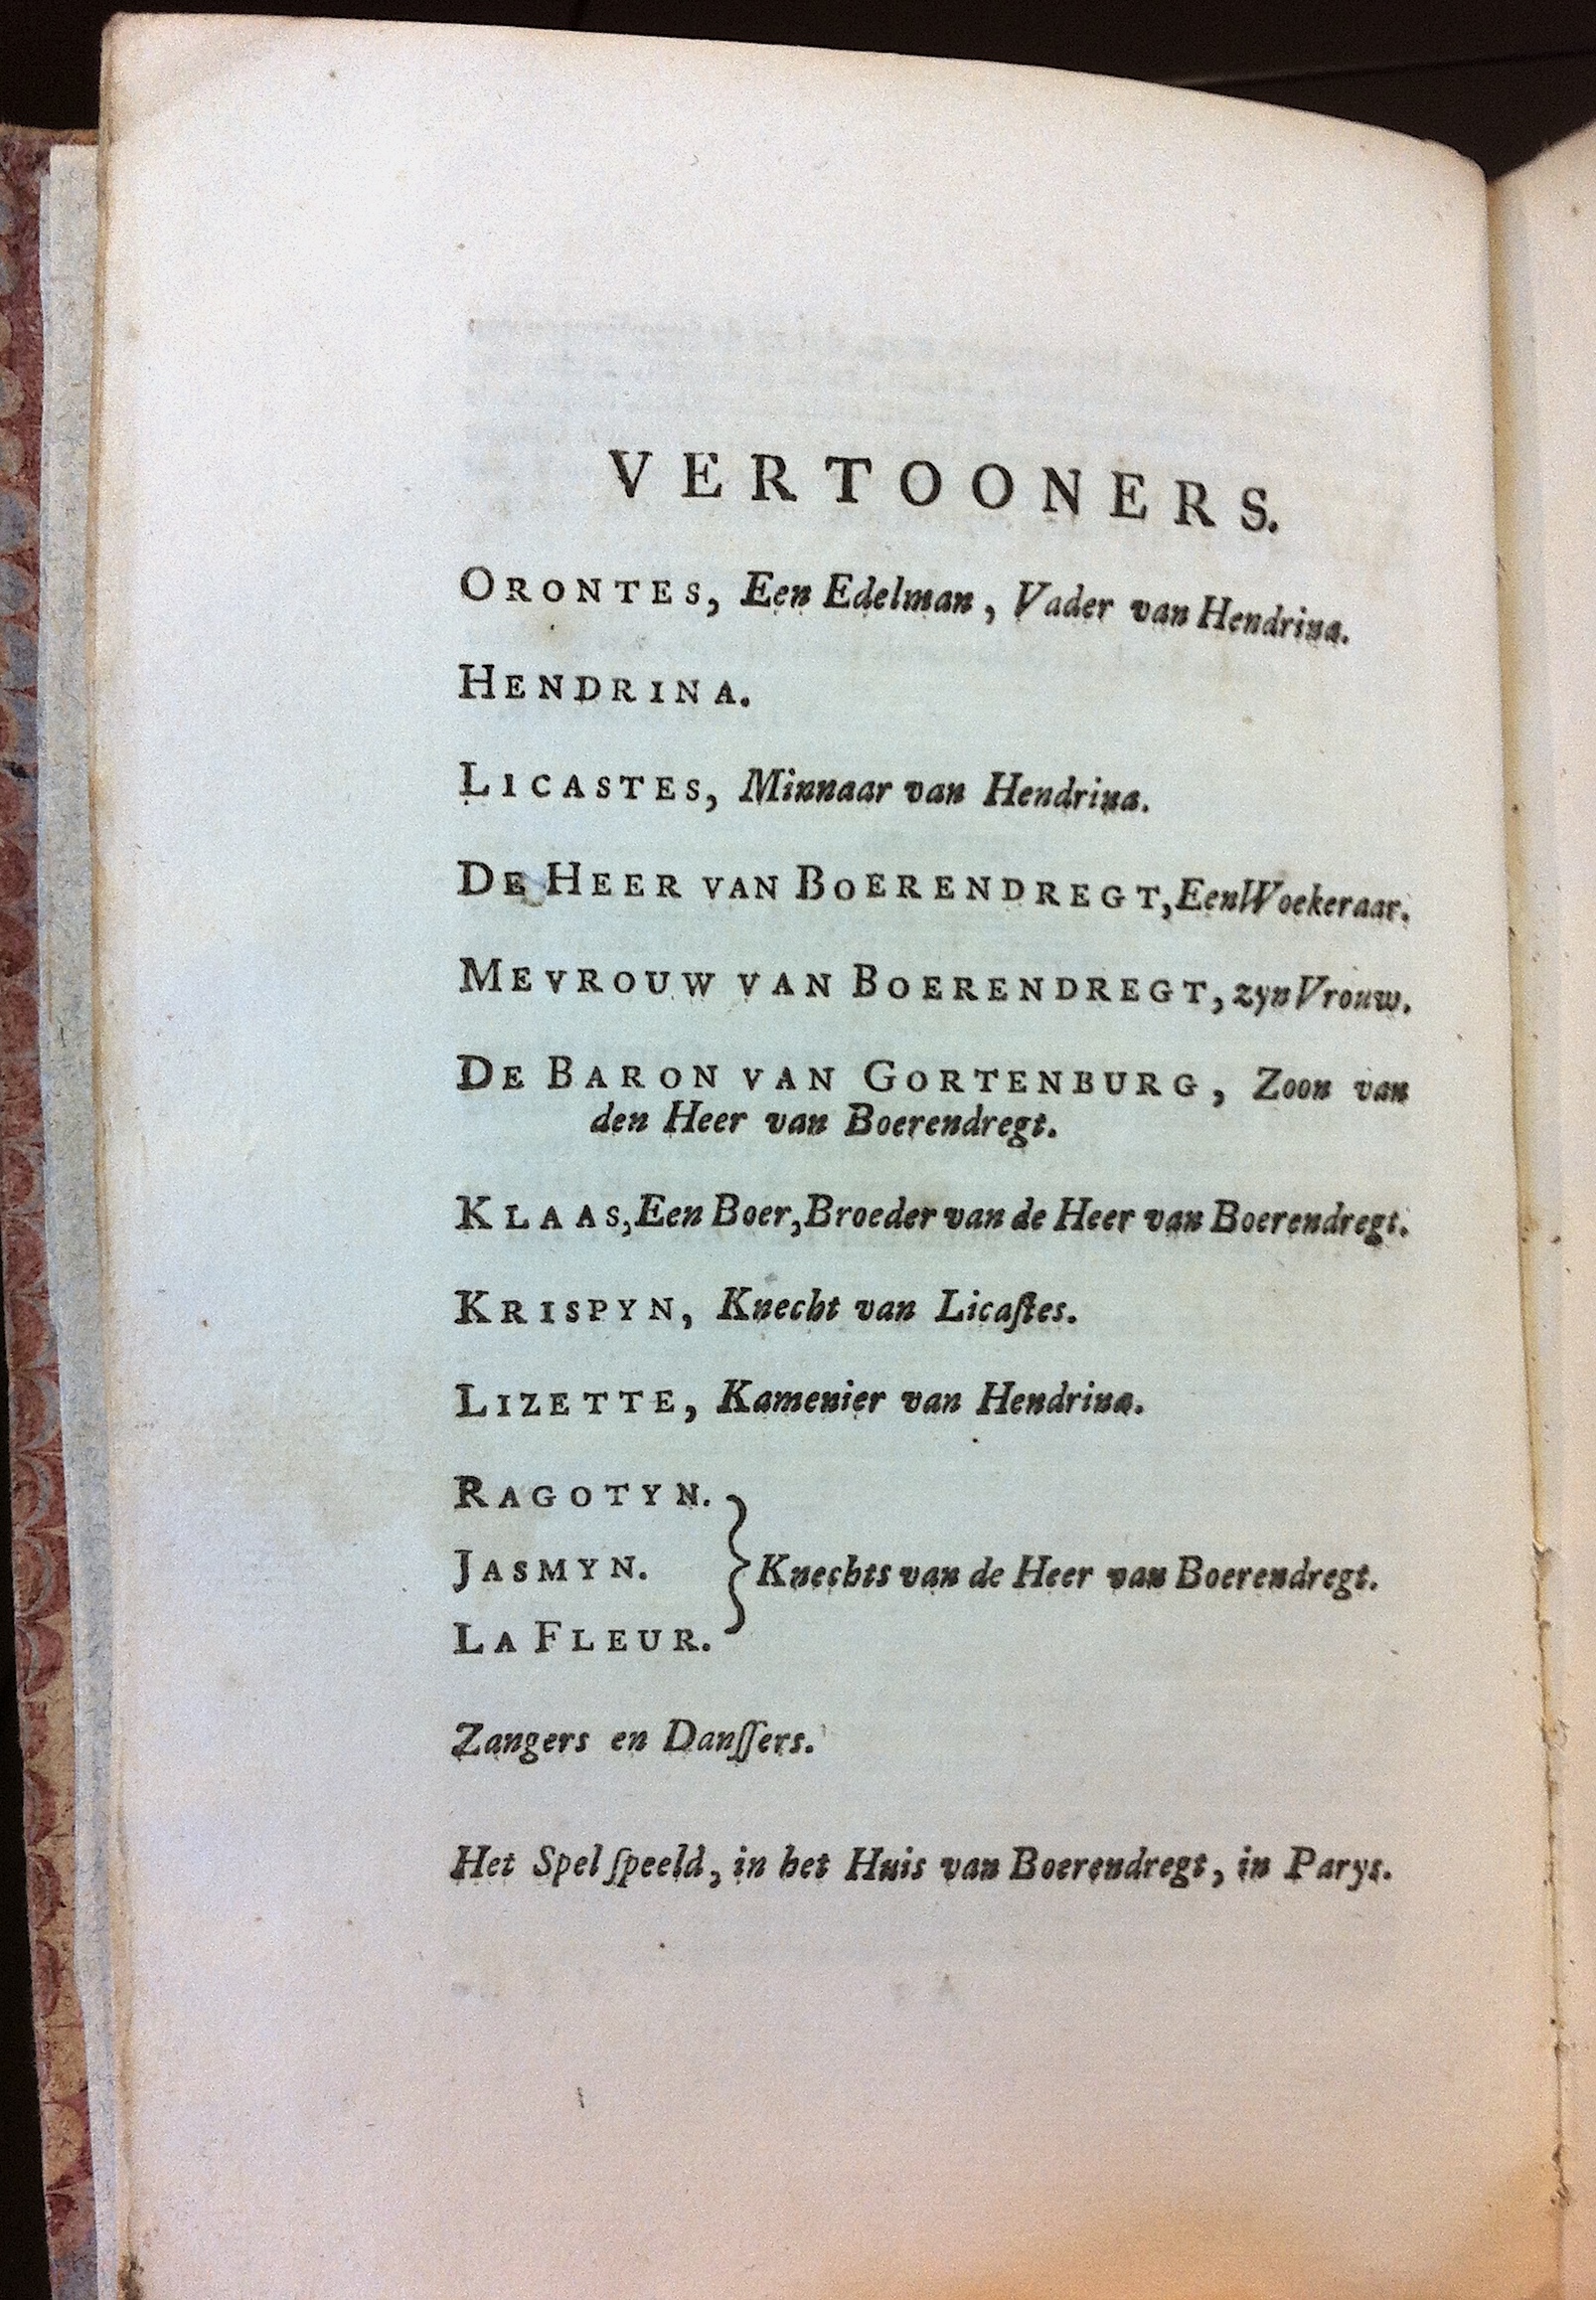 VERTOONERS.
ORONTES, Een Edelman, Vader van Hendrina.
HENDRINA.
LICASTES, Minnaar van Hendrina.
DE HEER VAN BOERENDREGT, Een Woekeraar.
MEVROUW VAN BOERENDREGT, zyn Vrouw.
DE BARON VAN GORTENBURG, Zoon van
den Heer van Boerendregt.
KLAAS, Een Boer, Broeder van de Heer van Boerendregt.
KRISPYN, Knecht van Licaſtes.
LIZETTE, Kamenier van Hendrina.
RAGOTYN.
JASMYN. } Knechts van de Heer van Boerendregt.
LA FLEUR.
Zangers en Danſſers.
Het Spel ſpeeld, in het Huis van Boerendregt, in Parys.